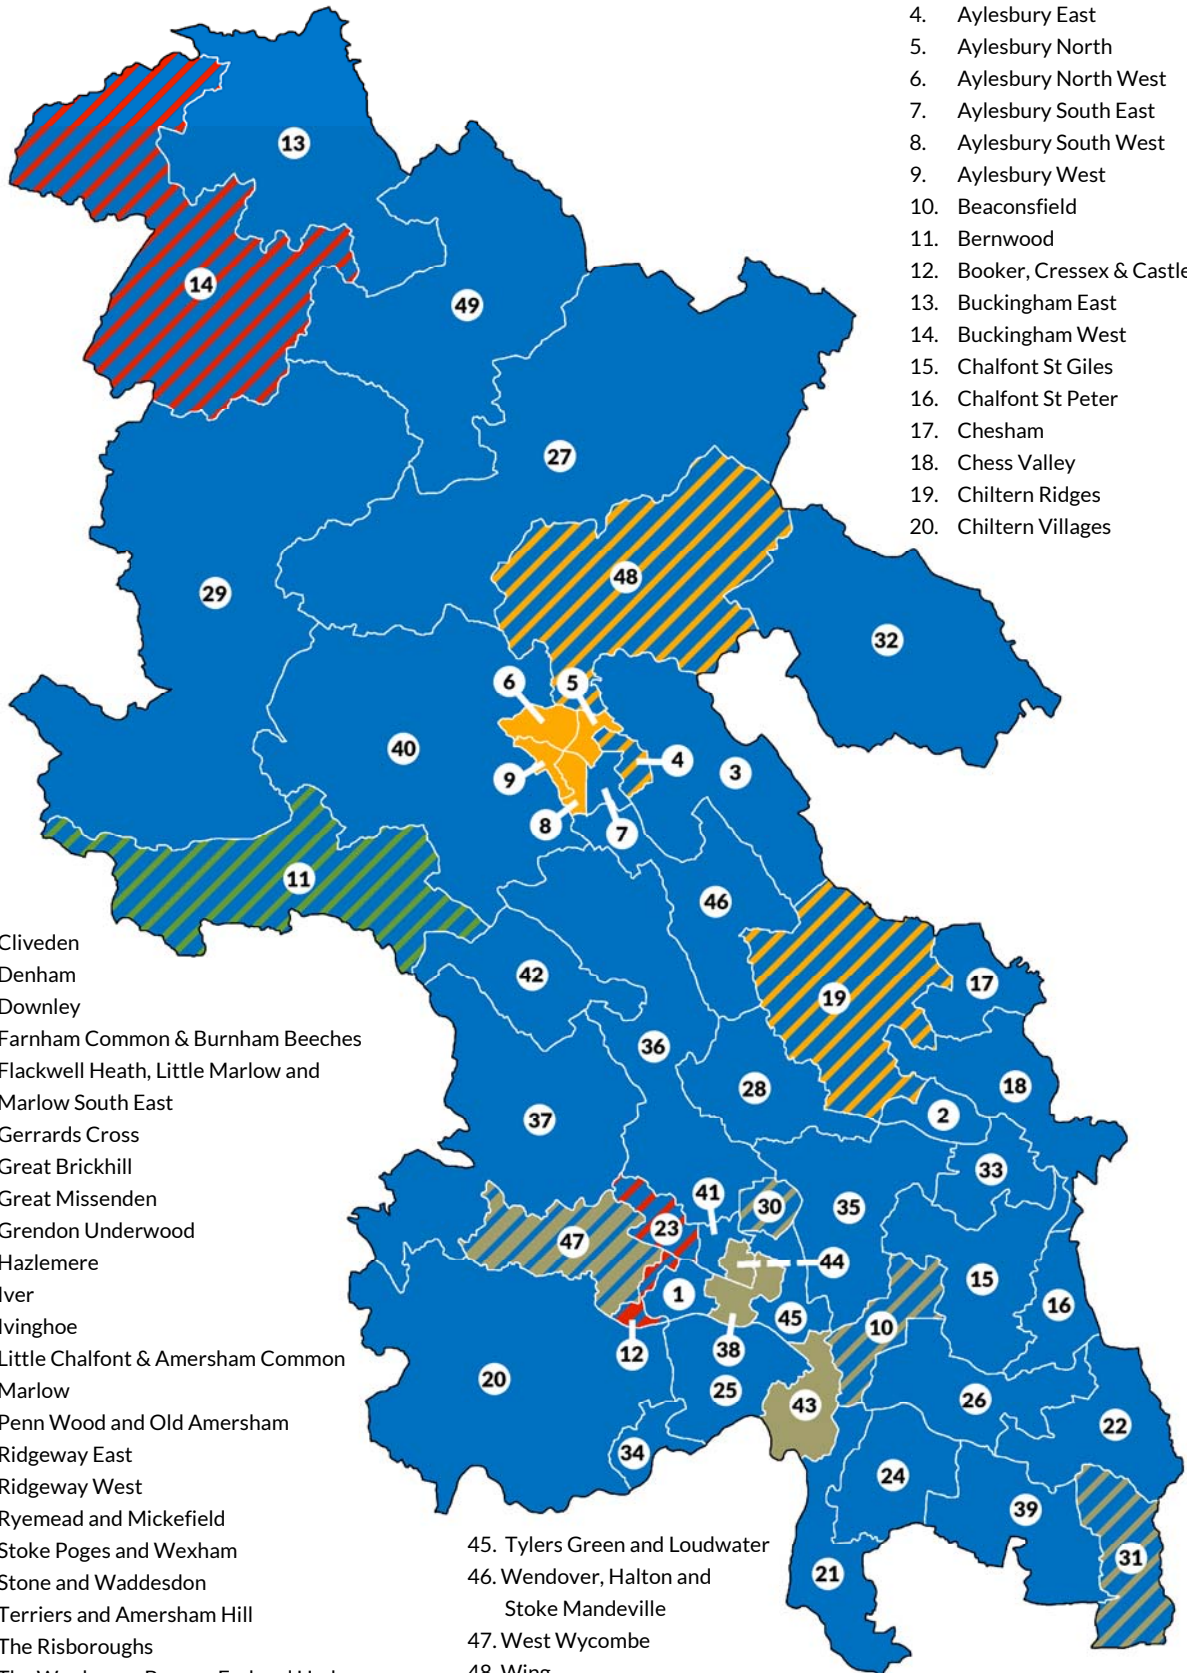 4. Aylesbury East
5. Aylesbury North
6. Aylesbury North West
7. Aylesbury South East
8. Aylesbury South West
9. Aylesbury West
10. Beaconsfield
11. Bernwood
12. Booker, Cressex & Castle
13. Buckingham East
14. Buckingham West
15. Chalfont St Giles
16. Chalfont St Peter
17. Chesham
18. Chess Valley
19. Chiltern Ridges
20. Chiltern Villages
13
14
49
27
48
29
32
6
5
40
4
3
9
8
7
11
46
42
19
17
36
28
18
2
37
33
41
30
35
23
47
44
15
1
16
45
10
12
38
20
25
26
43
22
34
24
39
31
21
Cliveden
Denham
Downley
Farnham Common & Burnham Beeches
Flackwell Heath, Little Marlow and
Marlow South East
Gerrards Cross
Great Brickhill
Great Missenden
Grendon Underwood
Hazlemere
Iver
Ivinghoe
Little Chalfont & Amersham Common
Marlow
Penn Wood and Old Amersham
Ridgeway East
Ridgeway West
Ryemead and Mickefield
Stoke Poges and Wexham
Stone and Waddesdon
Terriers and Amersham Hill
The Risboroughs
45. Tylers Green and Loudwater
46. Wendover, Halton and
Stoke Mandeville
47. West Wycombe
48. Wing